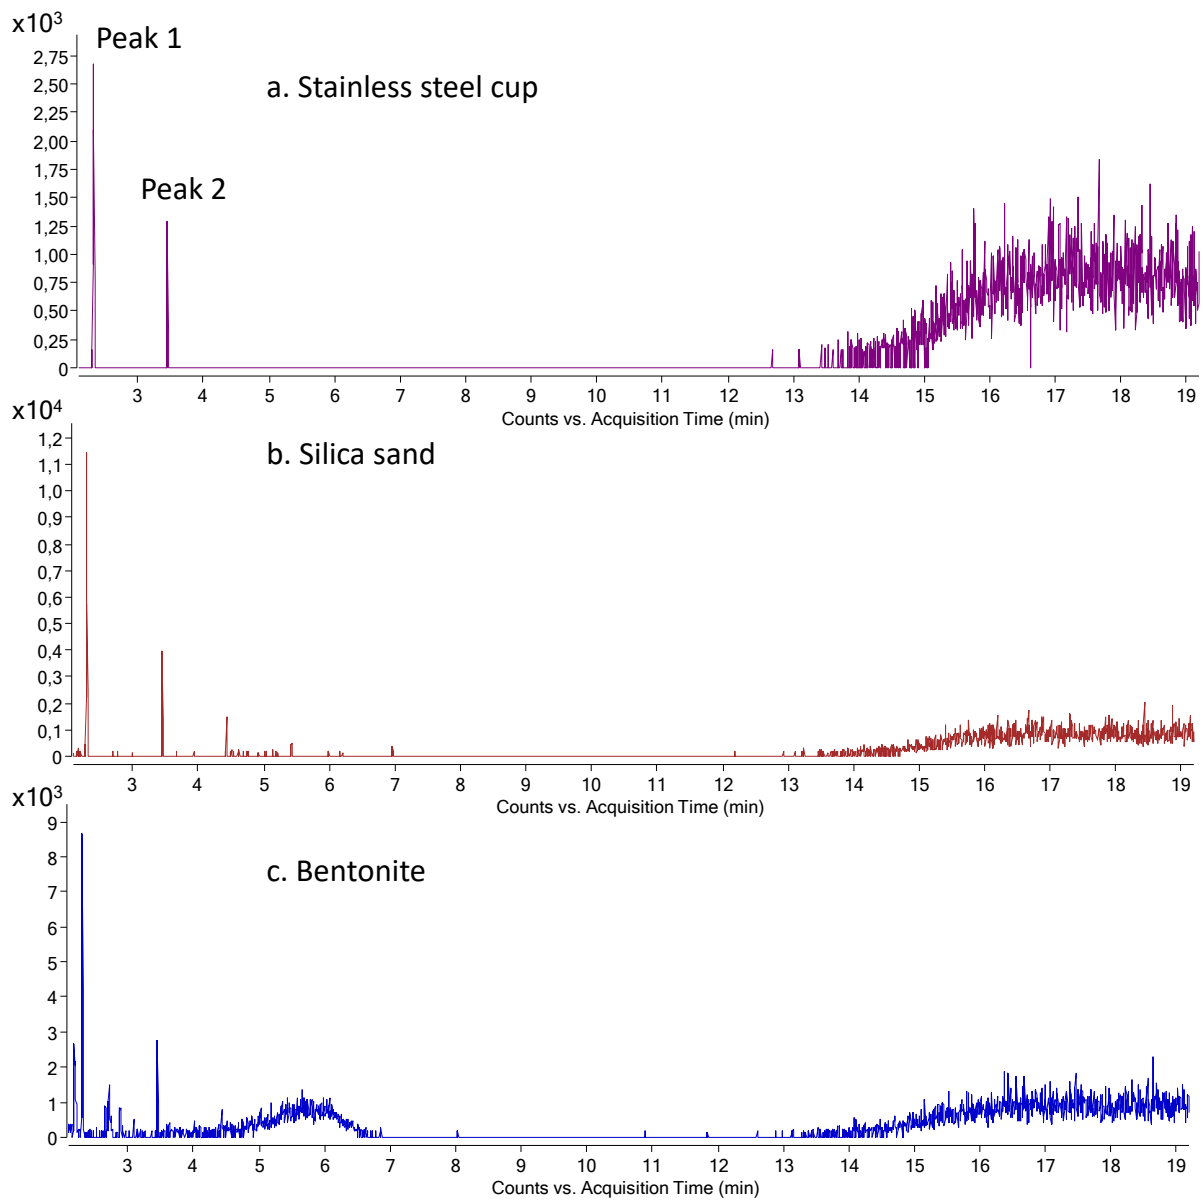 x10³
Peak 1
2,75
a. Stainless steel cup
2,50
2,25
2,00
1,75
Peak 2
1,50
1,25
1,00
0,75
0,50
0,25
0
3 4 5 6 7 8 9 10 11 12 13 14 15 16 17 18 19
Counts vs. Acquisition Time (min)
x10⁴
1,2
b. Silica sand
1,1
1,0
0,9
0,8
0,7
0,6
0,5
0,4
0,3
0,2
0,1
0
3 4 5 6 7 8 9 10 11 12 13 14 15 16 17 18 19
Counts vs. Acquisition Time (min)
x10³
9
8
c. Bentonite
7
6
5
4
3
2
1
0
3 4 5 6 7 8 9 10 11 12 13 14 15 16 17 18 19
Counts vs. Acquisition Time (min)